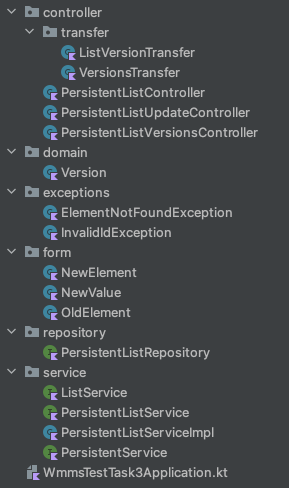 controller
transfer
ListVersionTransfer
VersionsTransfer
PersistentListController
PersistentListUpdateController
PersistentListVersionsController
domain
Version
exceptions
ElementNotFoundException
InvalidIdException
form
NewElement
NewValue
OldElement
repository
PersistentListRepository
service
ListService
PersistentListService
PersistentListServiceImpl
PersistentService
WmmsTestTask3Application.kt